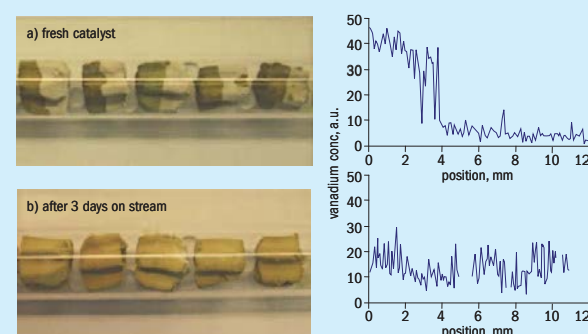 a) fresh catalyst
b) after 3 days on stream
vanadium conc, a.u.
50
40
30
20
10
0
0 2 4 6 8 10 12
position, mm
50
40
30
20
10
0
0 2 4 6 8 10 12
position, mm